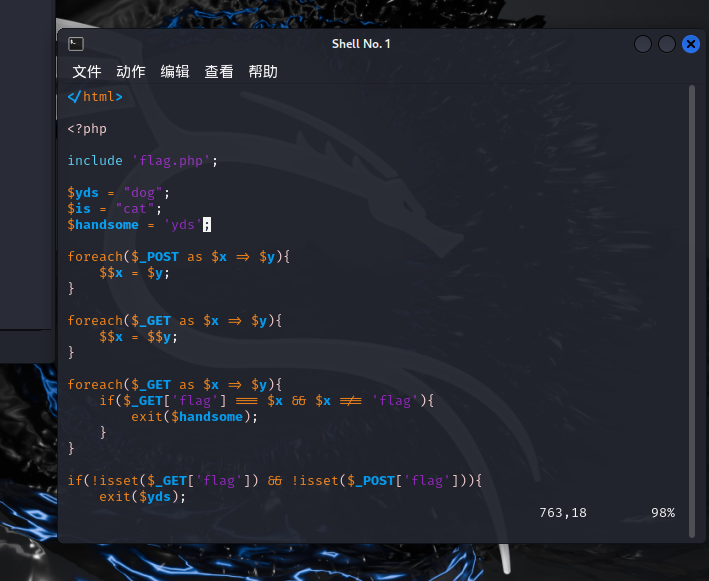 Shell No. 1
文件 动作 编辑 查看 帮助
</html>
<?php
include 'flag.php';
$yds = "dog";
$is = "cat";
$handsome = 'yds';
foreach($_POST as $x => $y){
    $$x = $y;
}
foreach($_GET as $x => $y){
    $$x = $$y;
}
foreach($_GET as $x => $y){
    if($_GET['flag'] === $x && $x !== 'flag'){
        exit($handsome);
    }
}
if(!isset($_GET['flag']) && !isset($_POST['flag'])){
    exit($yds);
763,18 98%